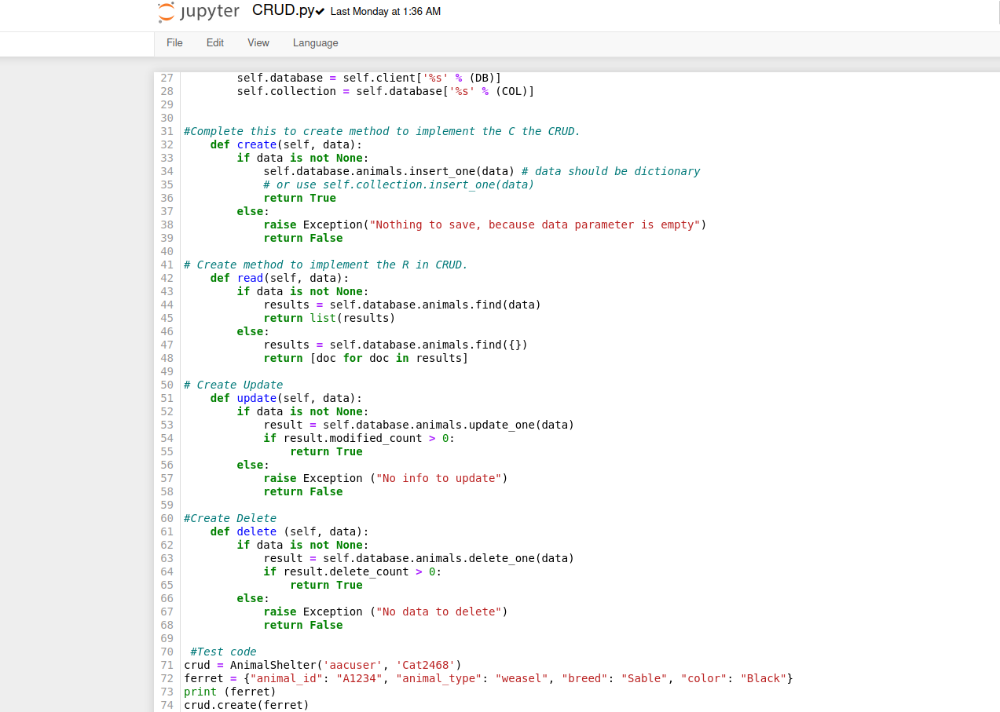 jupyter CRUD.py✔ Last Monday at 1:36 AM
File Edit View Language
27         self.database = self.client['%s' % (DB)]
28         self.collection = self.database['%s' % (COL)]
29
30
31 #Complete this to create method to implement the C the CRUD.
32     def create(self, data):
33         if data is not None:
34             self.database.animals.insert_one(data) # data should be dictionary
35             # or use self.collection.insert_one(data)
36             return True
37         else:
38             raise Exception("Nothing to save, because data parameter is empty")
39             return False
40
41 # Create method to implement the R in CRUD.
42     def read(self, data):
43         if data is not None:
44             results = self.database.animals.find(data)
45             return list(results)
46         else:
47             results = self.database.animals.find({})
48             return [doc for doc in results]
49
50 # Create Update
51     def update(self, data):
52         if data is not None:
53             result = self.database.animals.update_one(data)
54             if result.modified_count > 0:
55                 return True
56         else:
57             raise Exception ("No info to update")
58             return False
59
60 #Create Delete
61     def delete (self, data):
62         if data is not None:
63             result = self.database.animals.delete_one(data)
64             if result.delete_count > 0:
65                 return True
66         else:
67             raise Exception ("No data to delete")
68             return False
69
70  #Test code
71 crud = AnimalShelter('aacuser', 'Cat2468')
72 ferret = {"animal_id": "A1234", "animal_type": "weasel", "breed": "Sable", "color": "Black"}
73 print (ferret)
74 crud.create(ferret)